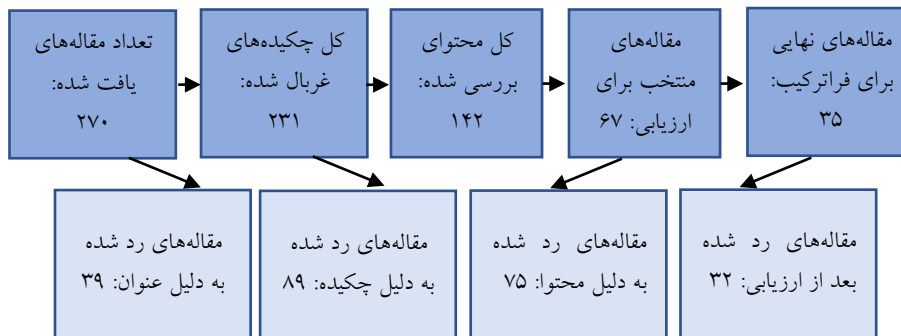 تعداد مقاله‌های
یافت شده:
۲۷۰
کل چکیده‌های
غربال شده:
۲۳۱
کل محتوای
بررسی شده:
۱۴۲
مقاله‌های
منتخب برای
ارزیابی: ۶۷
مقاله‌های نهایی
برای فراترکیب:
۳۵
مقاله‌های رد شده
به دلیل عنوان: ۳۹
مقاله‌های رد شده
به دلیل چکیده: ۸۹
مقاله‌های رد شده
به دلیل محتوا: ۷۵
مقاله‌های رد شده
بعد از ارزیابی: ۳۲